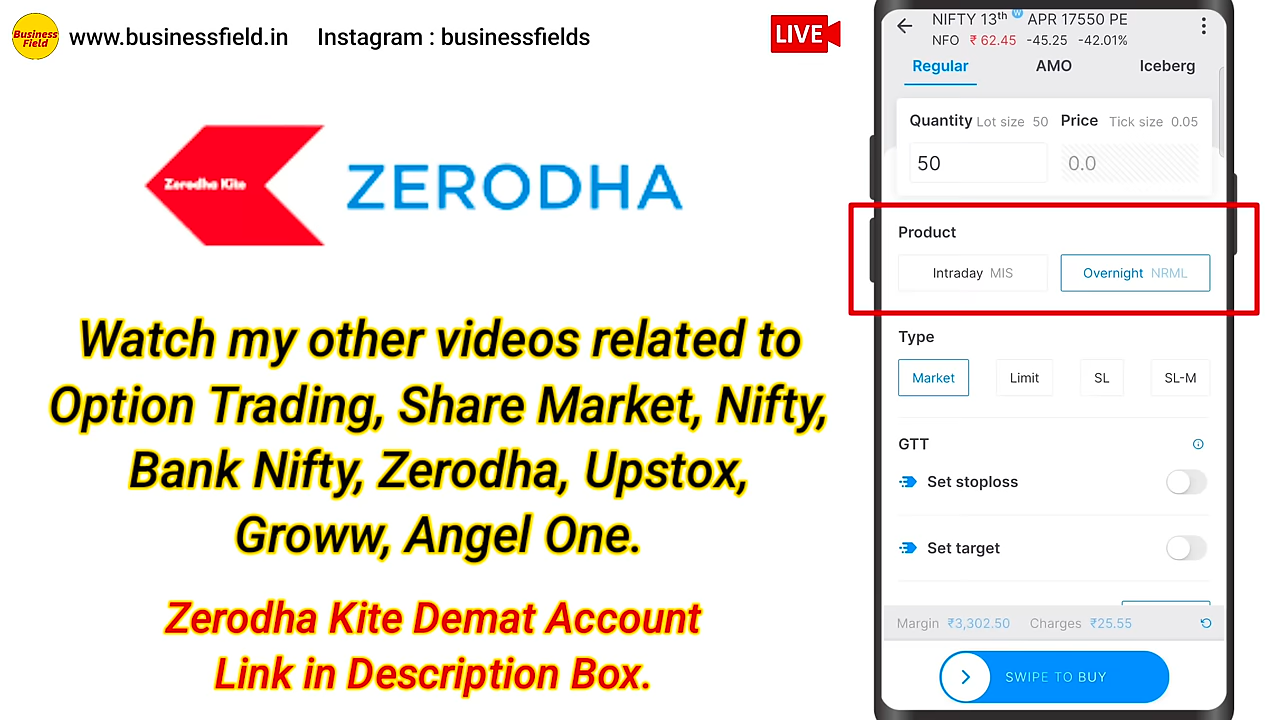 Business
Field
www.businessfield.in
Instagram : businessfields
LIVE
Zerodha Kite
ZERODHA
Watch my other videos related to
Option Trading, Share Market, Nifty,
Bank Nifty, Zerodha, Upstox,
Groww, Angel One.
Zerodha Kite Demat Account
Link in Description Box.
NIFTY 13th W APR 17550 PE
NFO ₹ 62.45 -45.25 -42.01%
Regular AMO Iceberg
Quantity Lot size 50 Price Tick size 0.05
50 0.0
Product
Intraday MIS Overnight NRML
Type
Market Limit SL SL-M
GTT
Set stoploss
Set target
Margin ₹3,302.50 Charges ₹25.55
SWIPE TO BUY